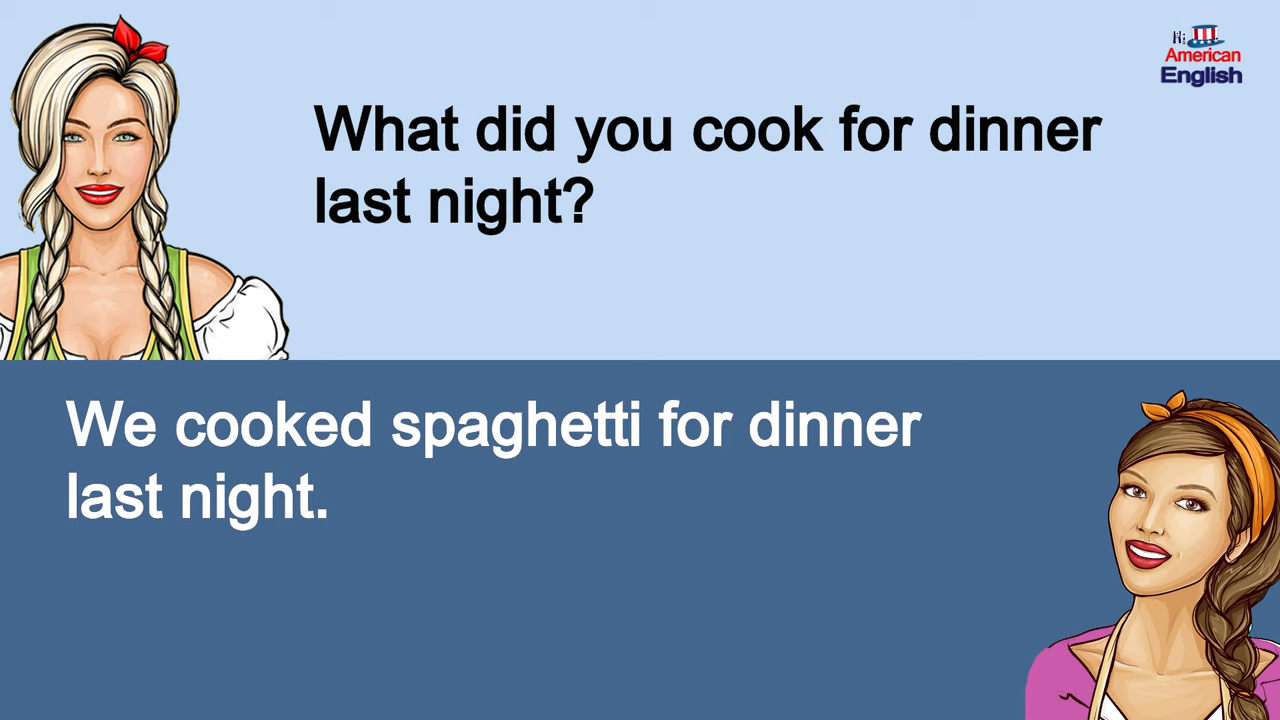 Hi
American
English
What did you cook for dinner
last night?
We cooked spaghetti for dinner
last night.